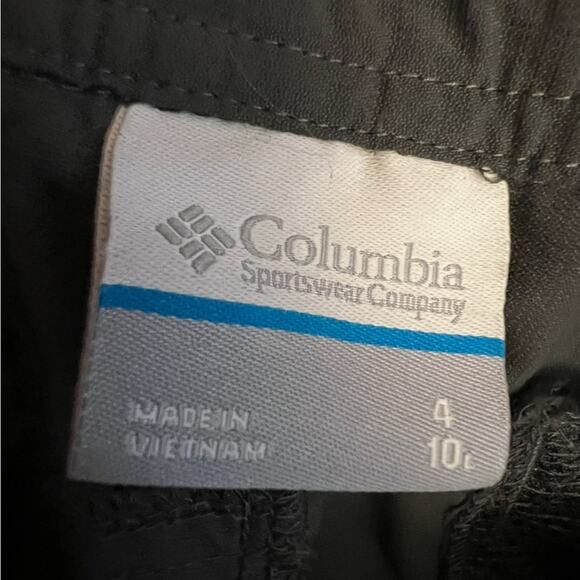 Columbia
Sportswear Company
MADE IN
VIETNAM
4
10